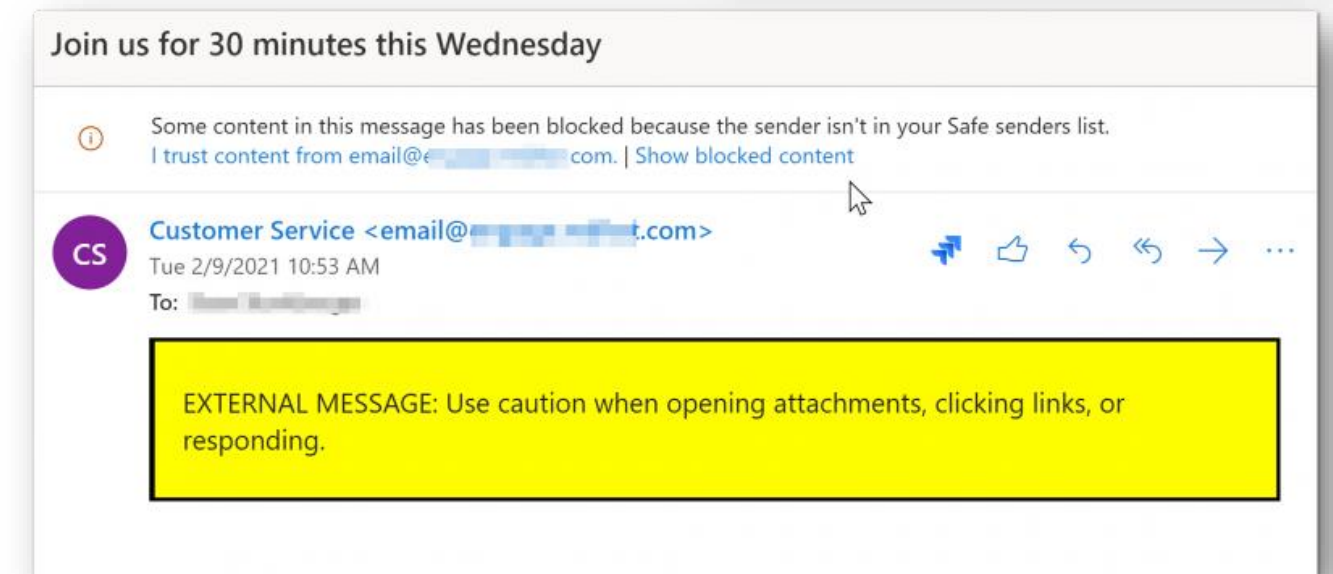 Join us for 30 minutes this Wednesday
Some content in this message has been blocked because the sender isn't in your Safe senders list.
I trust content from email@ com. | Show blocked content
CS
Customer Service <email@ .com>
Tue 2/9/2021 10:53 AM
To:
EXTERNAL MESSAGE: Use caution when opening attachments, clicking links, or
responding.